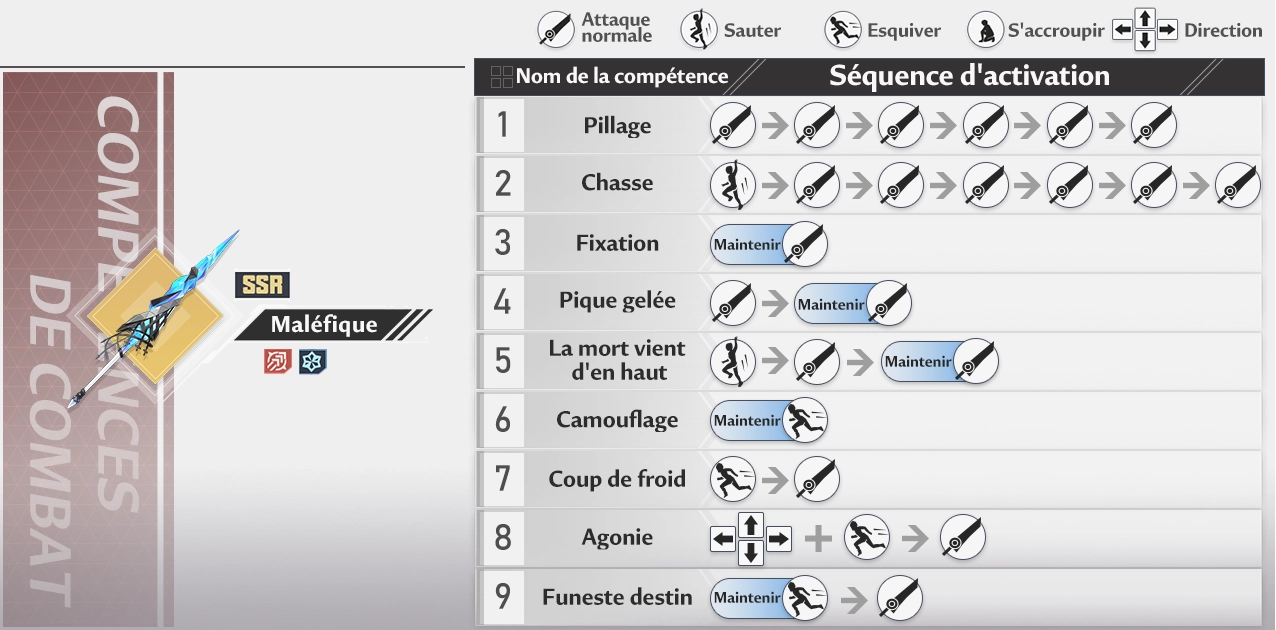 Attaque
normale
Sauter
Esquiver
S'accroupir
Direction
Nom de la compétence
Séquence d'activation
COMPÉTENCES
DE COMBAT
SSR
Maléfique
1 Pillage
2 Chasse
3 Fixation Maintenir
4 Pique gelée Maintenir
5 La mort vient
d'en haut Maintenir
6 Camouflage Maintenir
7 Coup de froid
8 Agonie
9 Funeste destin Maintenir